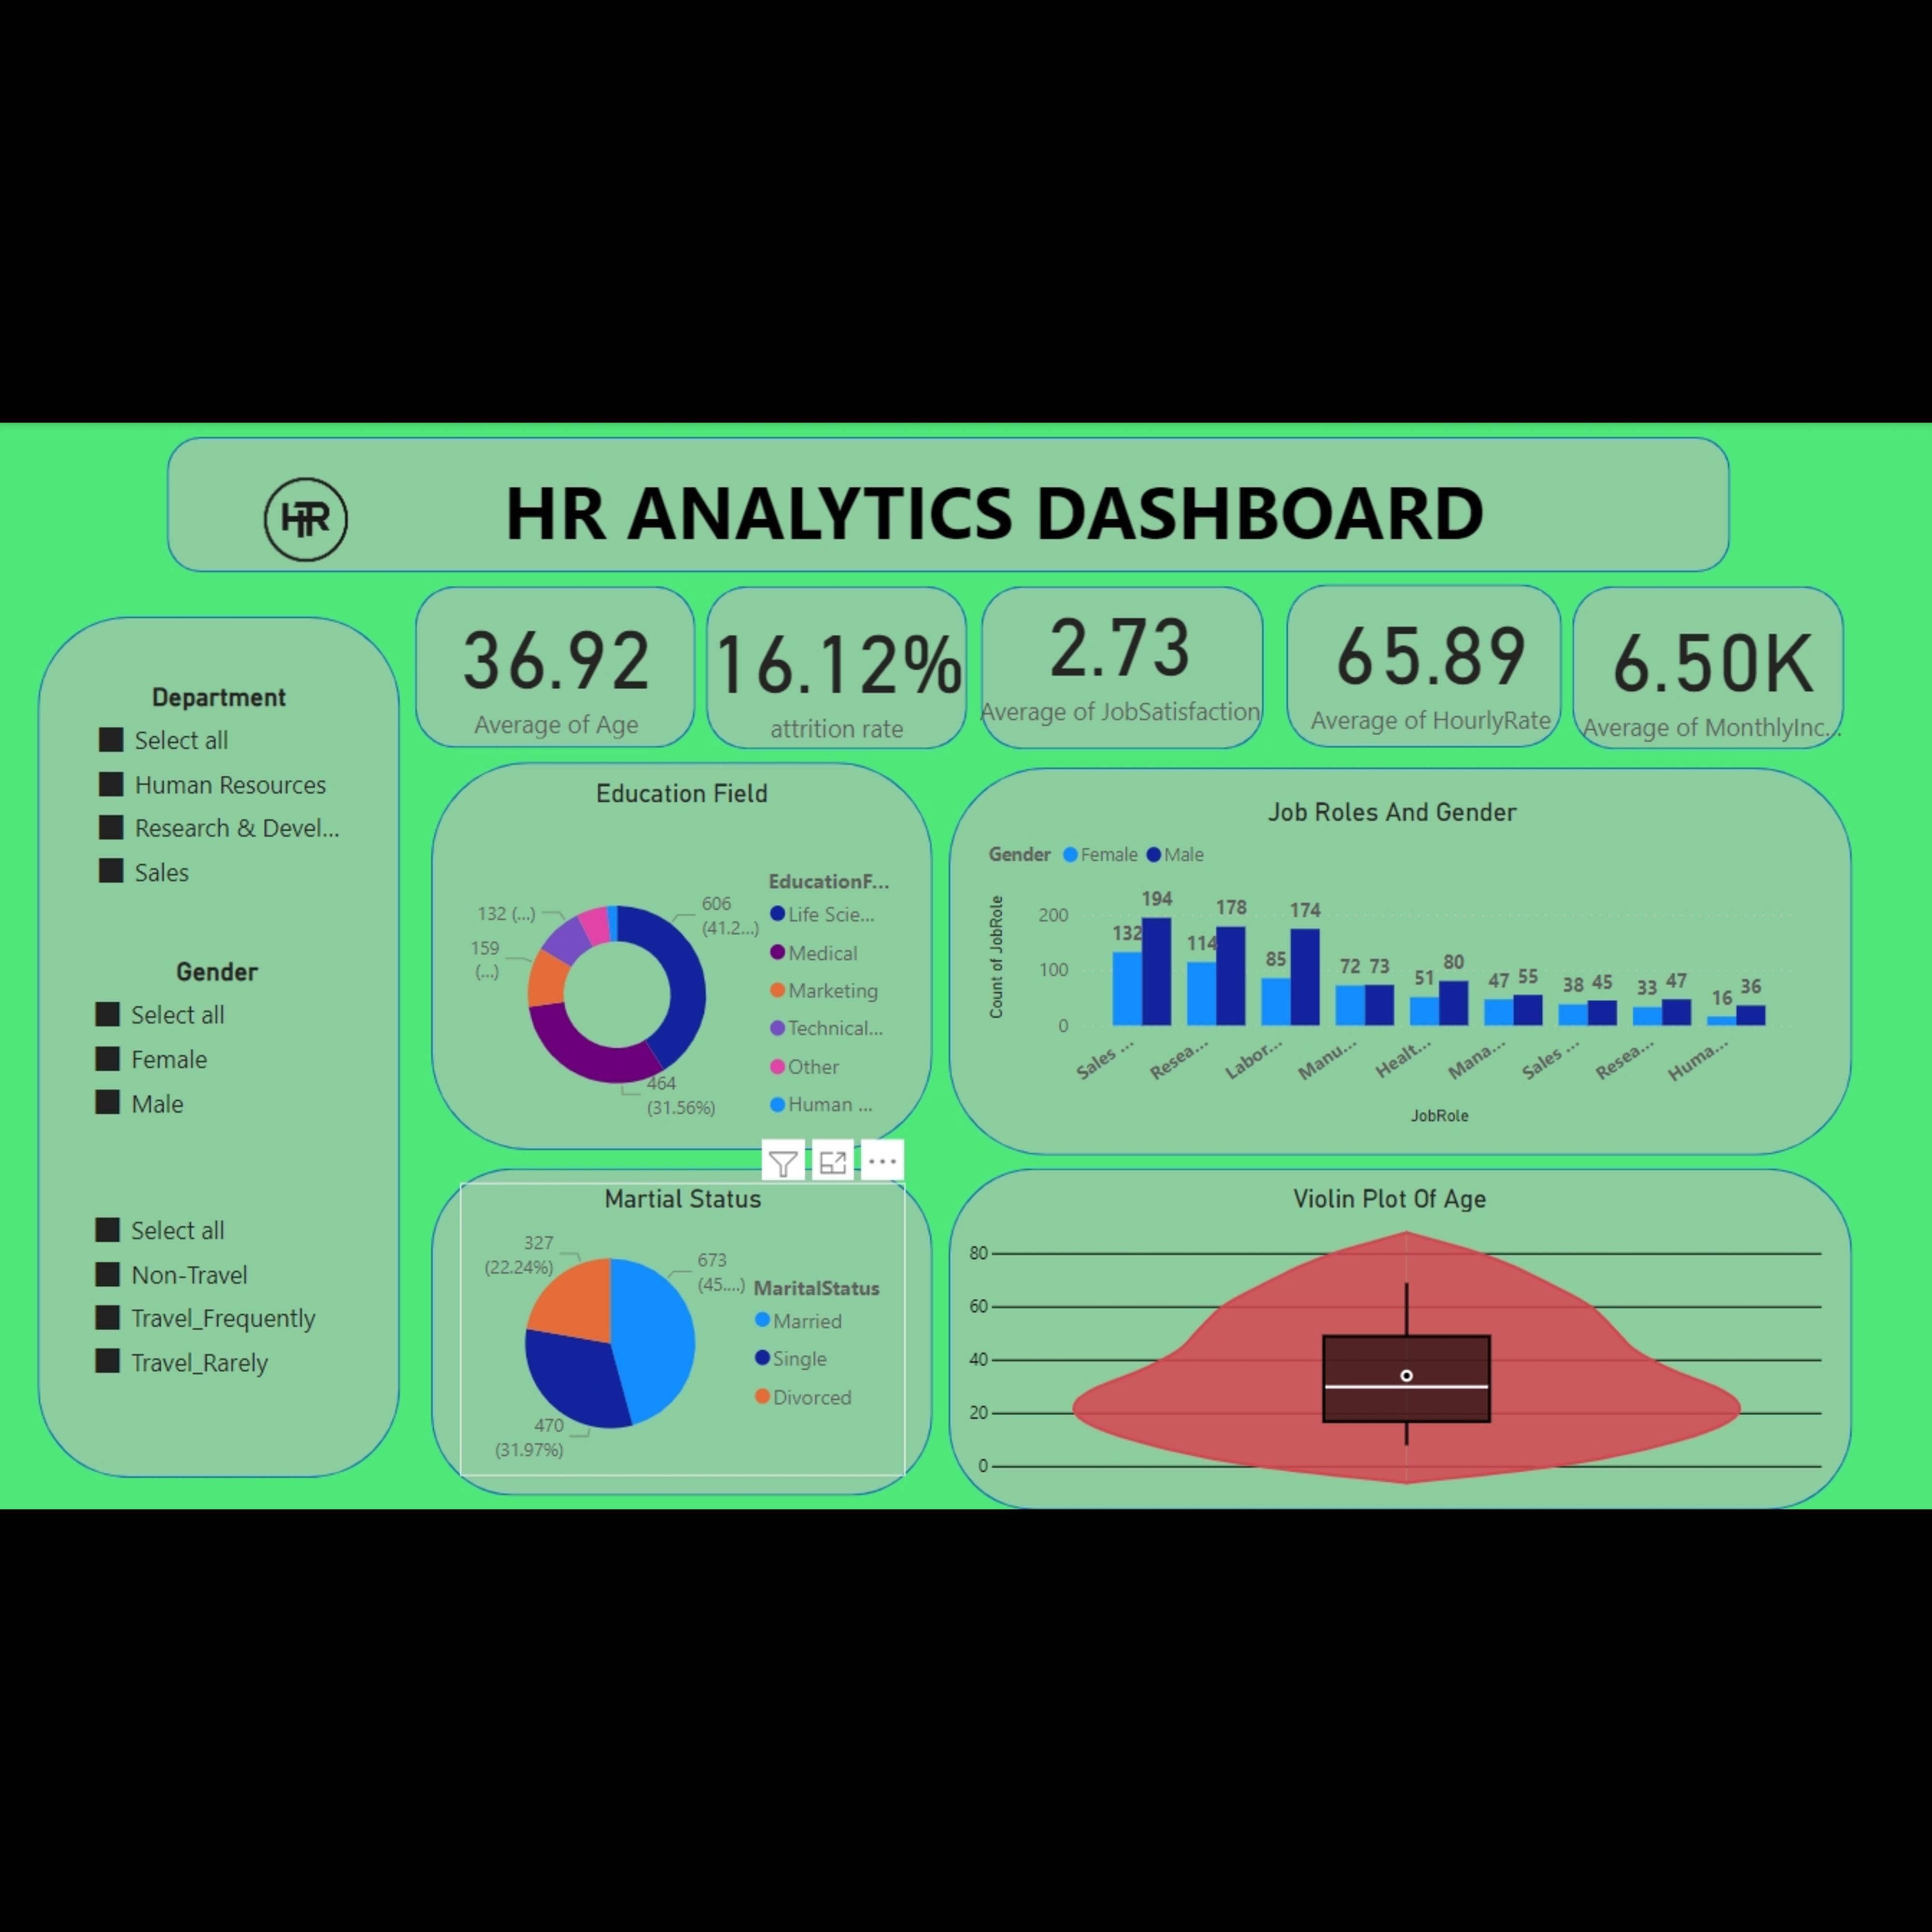 HR
HR ANALYTICS DASHBOARD
36.92
Average of Age
16.12%
attrition rate
2.73
Average of JobSatisfaction
65.89
Average of HourlyRate
6.50K
Average of MonthlyInc...
Department
Select all
Human Resources
Research & Devel...
Sales
Gender
Select all
Female
Male
Select all
Non-Travel
Travel_Frequently
Travel_Rarely
Education Field
132 (...)
159
(...)
606
(41.2...)
464
(31.56%)
EducationF...
Life Scie...
Medical
Marketing
Technical...
Other
Human ...
Job Roles And Gender
Gender Female Male
Count of JobRole
200
100
0
132 194
114 178
85 174
72 73
51 80
47 55
38 45
33 47
16 36
Sales ...
Resea...
Labor...
Manu...
Healt...
Mana...
Sales ...
Resea...
Huma...
JobRole
Martial Status
327
(22.24%)
673
(45....)
470
(31.97%)
MaritalStatus
Married
Single
Divorced
Violin Plot Of Age
80
60
40
20
0